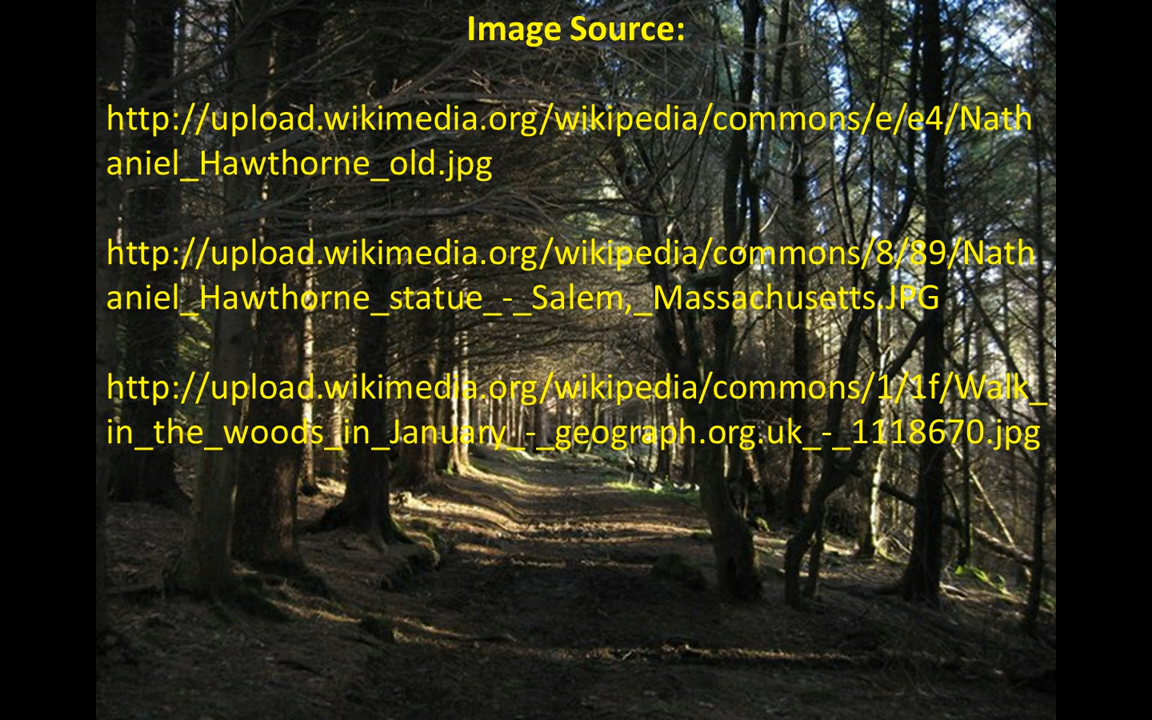 Image Source:
http://upload.wikimedia.org/wikipedia/commons/e/e4/Nath
aniel_Hawthorne_old.jpg
http://upload.wikimedia.org/wikipedia/commons/8/89/Nath
aniel_Hawthorne_statue_-_Salem,_Massachusetts.JPG
http://upload.wikimedia.org/wikipedia/commons/1/1f/Walk_
in_the_woods_in_January_-_geograph.org.uk_-_1118670.jpg